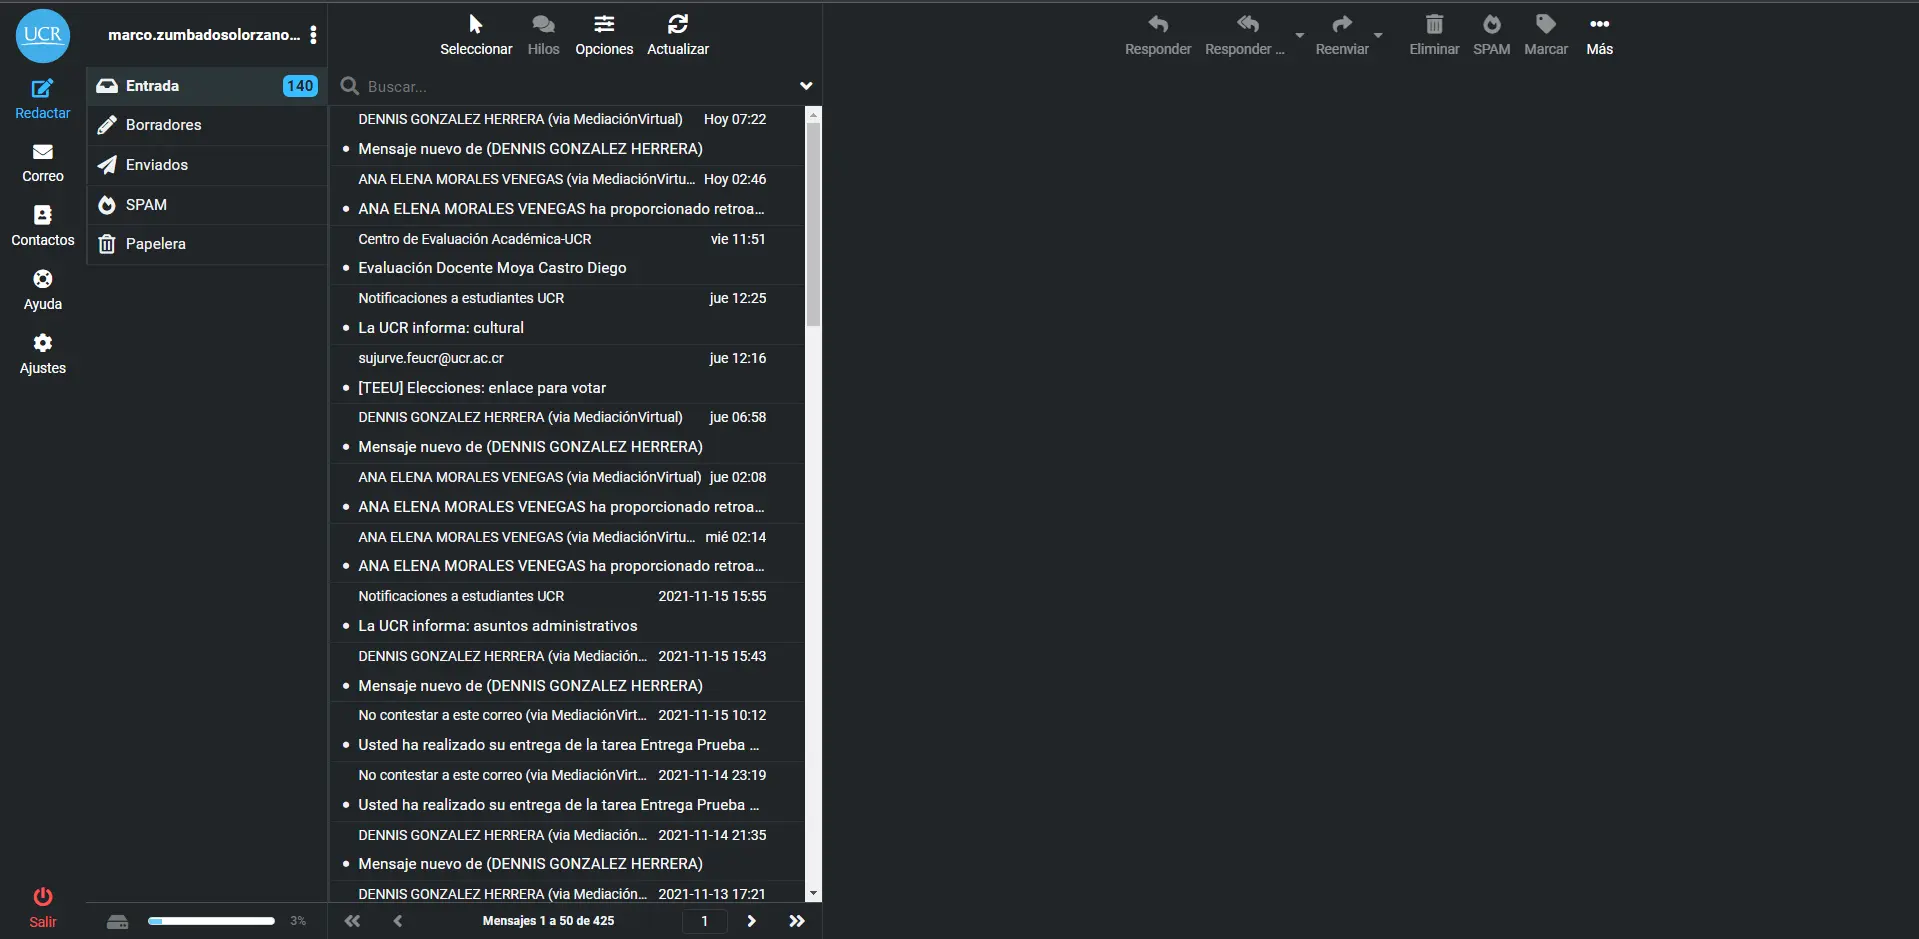 UCR
marco.zumbadosolorzano...
Redactar
Correo
Contactos
Ayuda
Ajustes
Salir
Entrada 140
Borradores
Enviados
SPAM
Papelera
3%
Seleccionar Hilos Opciones Actualizar
Buscar...
DENNIS GONZALEZ HERRERA (via MediaciónVirtual) Hoy 07:22
• Mensaje nuevo de (DENNIS GONZALEZ HERRERA)
ANA ELENA MORALES VENEGAS (via MediaciónVirtu... Hoy 02:46
• ANA ELENA MORALES VENEGAS ha proporcionado retroa...
Centro de Evaluación Académica-UCR vie 11:51
• Evaluación Docente Moya Castro Diego
Notificaciones a estudiantes UCR jue 12:25
• La UCR informa: cultural
sujurve.feucr@ucr.ac.cr jue 12:16
• [TEEU] Elecciones: enlace para votar
DENNIS GONZALEZ HERRERA (via MediaciónVirtual) jue 06:58
• Mensaje nuevo de (DENNIS GONZALEZ HERRERA)
ANA ELENA MORALES VENEGAS (via MediaciónVirtual) jue 02:08
• ANA ELENA MORALES VENEGAS ha proporcionado retroa...
ANA ELENA MORALES VENEGAS (via MediaciónVirtu... mié 02:14
• ANA ELENA MORALES VENEGAS ha proporcionado retroa...
Notificaciones a estudiantes UCR 2021-11-15 15:55
• La UCR informa: asuntos administrativos
DENNIS GONZALEZ HERRERA (via Mediación... 2021-11-15 15:43
• Mensaje nuevo de (DENNIS GONZALEZ HERRERA)
No contestar a este correo (via MediaciónVirt... 2021-11-15 10:12
• Usted ha realizado su entrega de la tarea Entrega Prueba ...
No contestar a este correo (via MediaciónVirt... 2021-11-14 23:19
• Usted ha realizado su entrega de la tarea Entrega Prueba ...
DENNIS GONZALEZ HERRERA (via Mediación... 2021-11-14 21:35
• Mensaje nuevo de (DENNIS GONZALEZ HERRERA)
DENNIS GONZALEZ HERRERA (via Mediación... 2021-11-13 17:21
Mensajes 1 a 50 de 425 1
Responder Responder ... Reenviar Eliminar SPAM Marcar Más